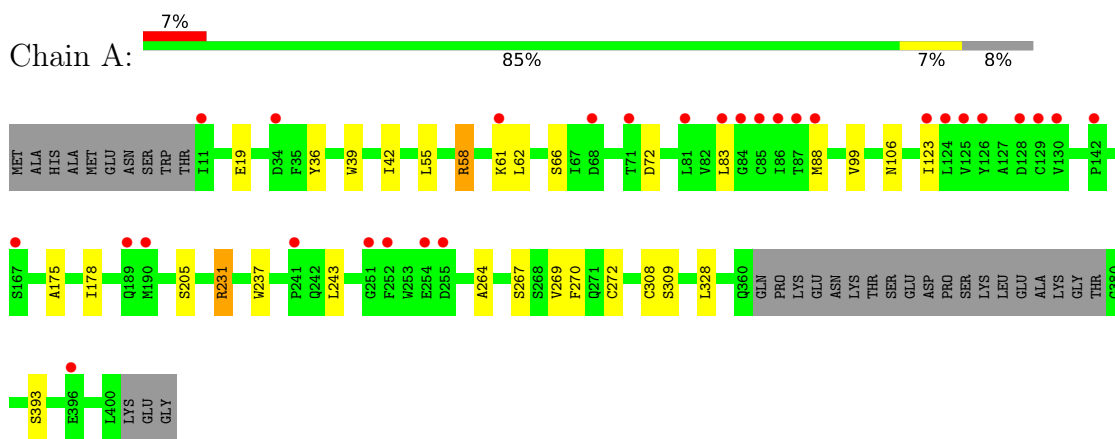 7%
Chain A:
85% 7% 8%
MET ALA HIS ALA MET GLU ASN SER TRP THR I11 E19 D34 F35 Y36 W39 I42 L55 R58 K61 L62 S66 I67 D68 T71 D72 L81 V82 L83 G84 C85 I86 T87 M88 V99 N106 I123 L124 V125 Y126 A127 D128 C129 V130 P142
S167 A175 I178 Q189 M190 S205 R231 W237 P241 Q242 L243 G251 F252 W253 E254 D255 A264 S267 S268 V269 F270 Q271 C272 C308 S309 L328 Q360 GLN PRO LYS GLU ASN LYS THR SER GLU ASP PRO SER LYS LEU GLU ALA LYS GLY THR
S393 E396 L400 LYS GLU GLY